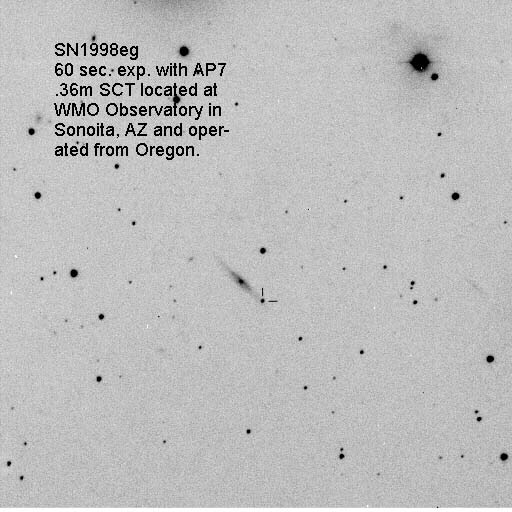 SN1998eg
60 sec. exp. with AP7
.36m SCT located at
WMO Observatory in
Sonoita, AZ and oper-
ated from Oregon.